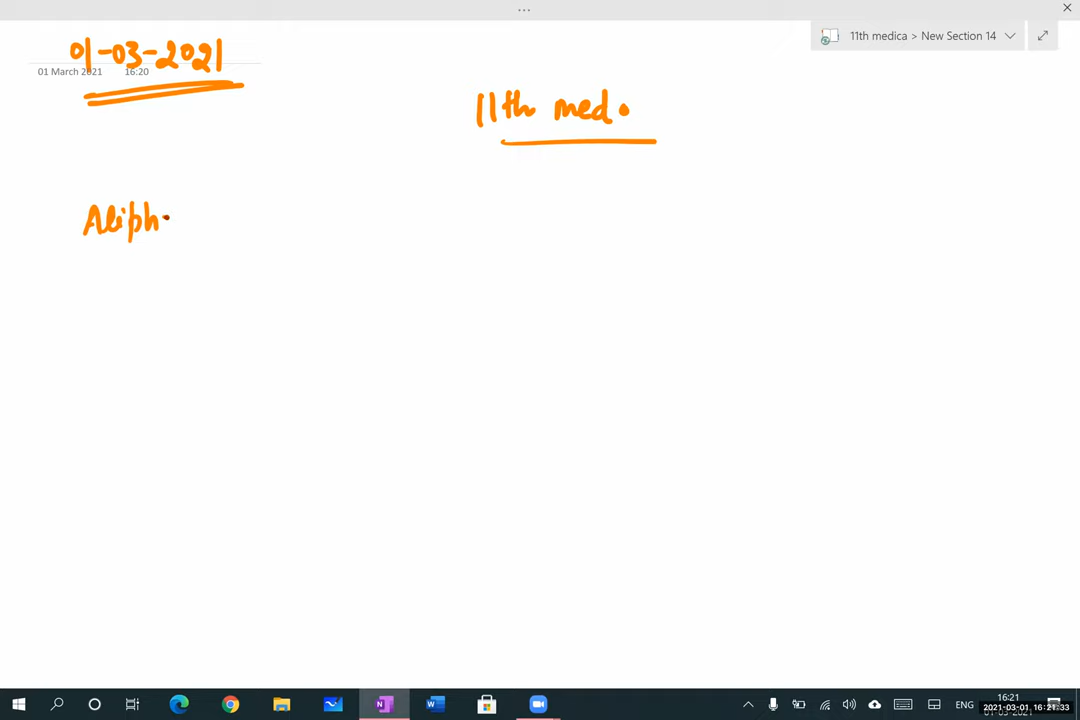 ...
11th medica > New Section 14
01-03-2021
01 March 2021 16:20
11th med.
Aliph
ENG
16:21
01-03-2021
2021-03-01, 16:21:33